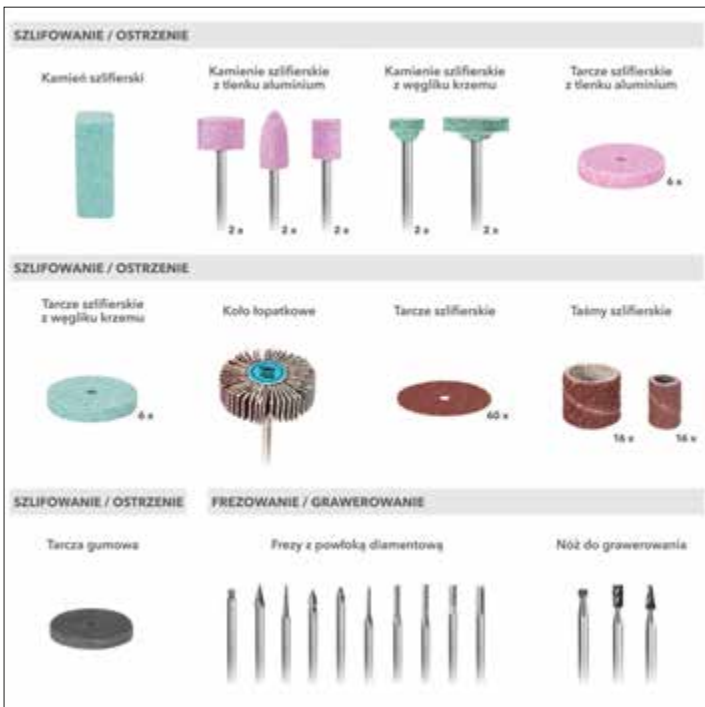 SZLIFOWANIE / OSTRZENIE
Kamień szlifierski
Kamienie szlifierskie
z tlenku aluminium
Kamienie szlifierskie
z węgliku krzemu
Tarcze szlifierskie
z tlenku aluminium
2 x
2 x
2 x
2 x
2 x
6 x
SZLIFOWANIE / OSTRZENIE
Tarcze szlifierskie
z węgliku krzemu
Koło łopatkowe
Tarcze szlifierskie
Taśmy szlifierskie
6 x
60 x
16 x
16 x
SZLIFOWANIE / OSTRZENIE
FREZOWANIE / GRAWEROWANIE
Tarcza gumowa
Frezy z powłoką diamentową
Nóż do grawerowania